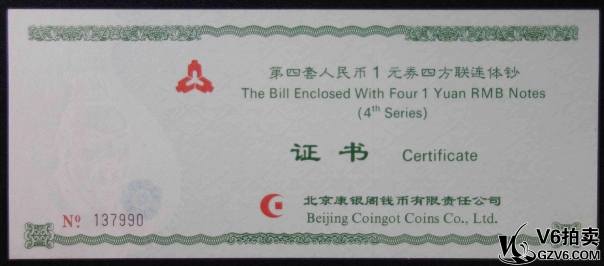 第四套人民币1元券四方联连体钞
The Bill Enclosed With Four 1 Yuan RMB Notes
(4th Series)
证书 Certificate
北京康银阁钱币有限责任公司
Beijing Coingot Coins Co., Ltd.
No 137990
V6拍卖
GZV6.COM